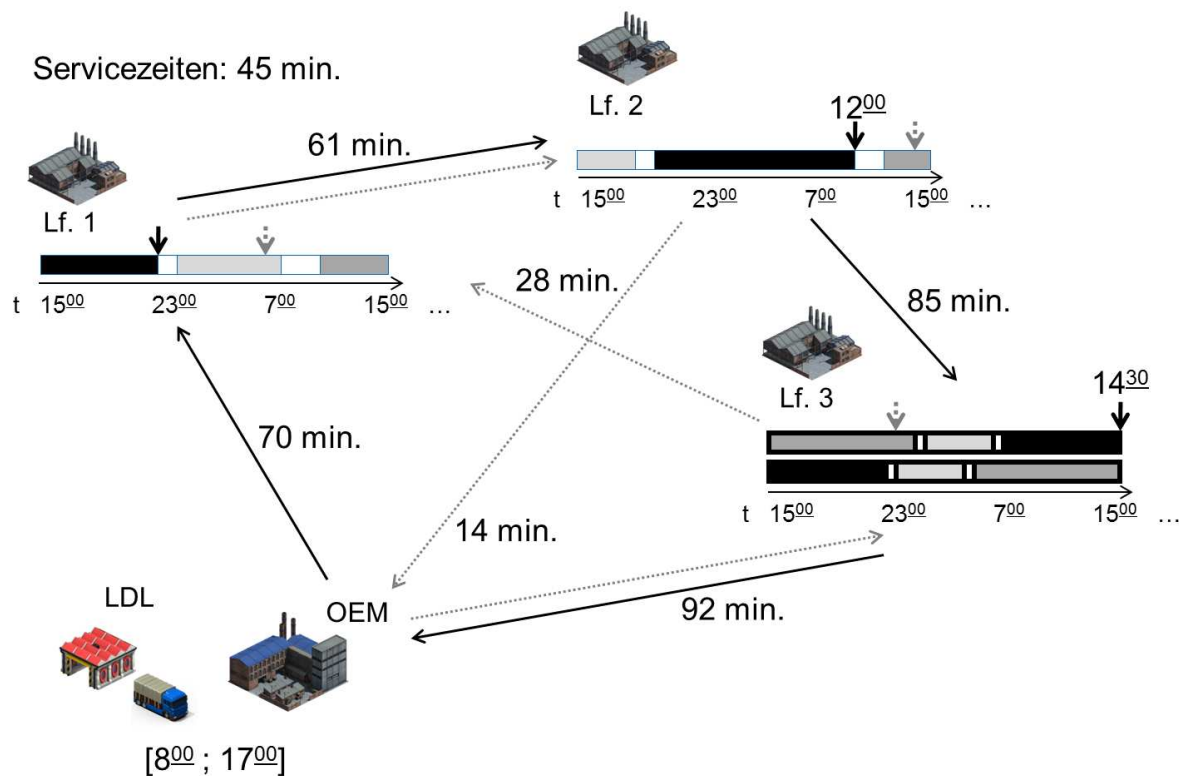 Servicezeiten: 45 min.
Lf. 2
12 00
61 min.
t 15 00 23 00 7 00 15 00 ...
Lf. 1
t 15 00 23 00 7 00 15 00 ...
28 min.
85 min.
Lf. 3
14 30
70 min.
t 15 00 23 00 7 00 15 00 ...
14 min.
92 min.
LDL
OEM
[8 00 ; 17 00]